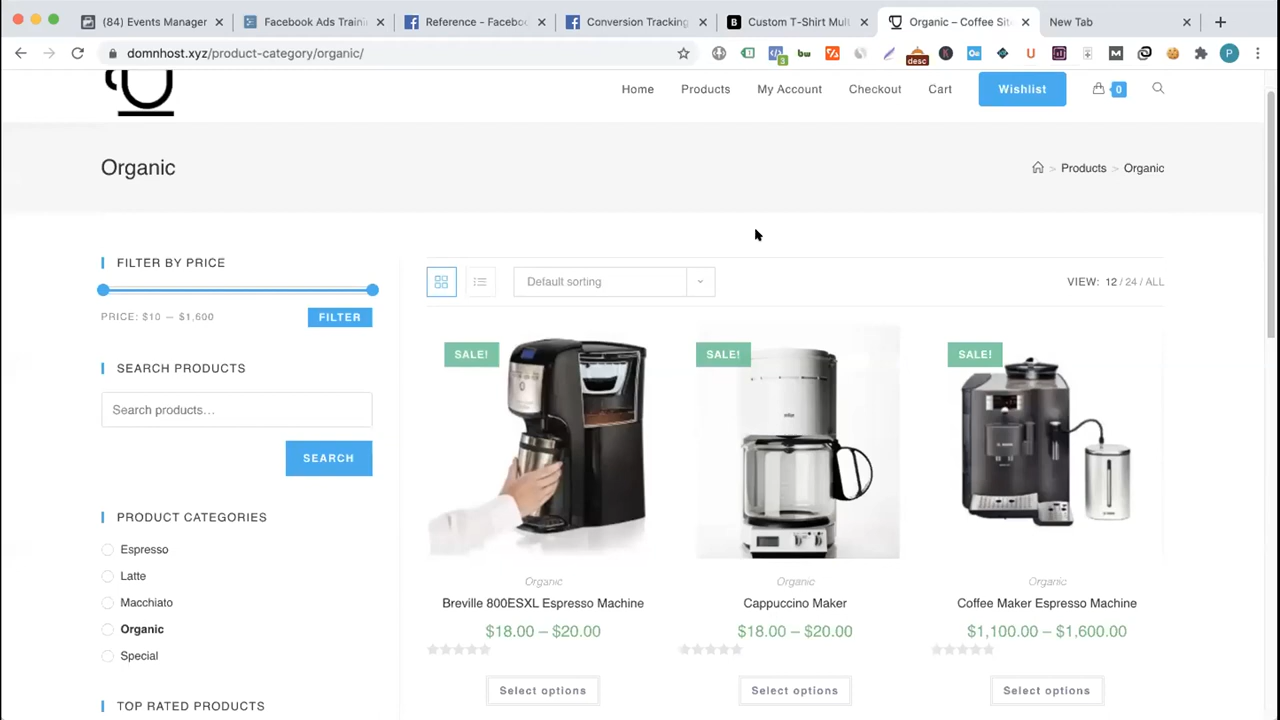 (84) Events Manager
Facebook Ads Traini
Reference – Faceboo
Conversion Tracking
Custom T-Shirt Mult
Organic – Coffee Site
New Tab
domnhost.xyz/product-category/organic/
3
desc
P
Home
Products
My Account
Checkout
Cart
Wishlist
0
Organic
> Products > Organic
FILTER BY PRICE
PRICE: $10 — $1,600
FILTER
SEARCH PRODUCTS
Search products…
SEARCH
PRODUCT CATEGORIES
Espresso
Latte
Macchiato
Organic
Special
TOP RATED PRODUCTS
Default sorting
VIEW: 12 / 24 / ALL
SALE!
SALE!
SALE!
Organic
Breville 800ESXL Espresso Machine
$18.00 – $20.00
Select options
Organic
Cappuccino Maker
$18.00 – $20.00
Select options
Organic
Coffee Maker Espresso Machine
$1,100.00 – $1,600.00
Select options